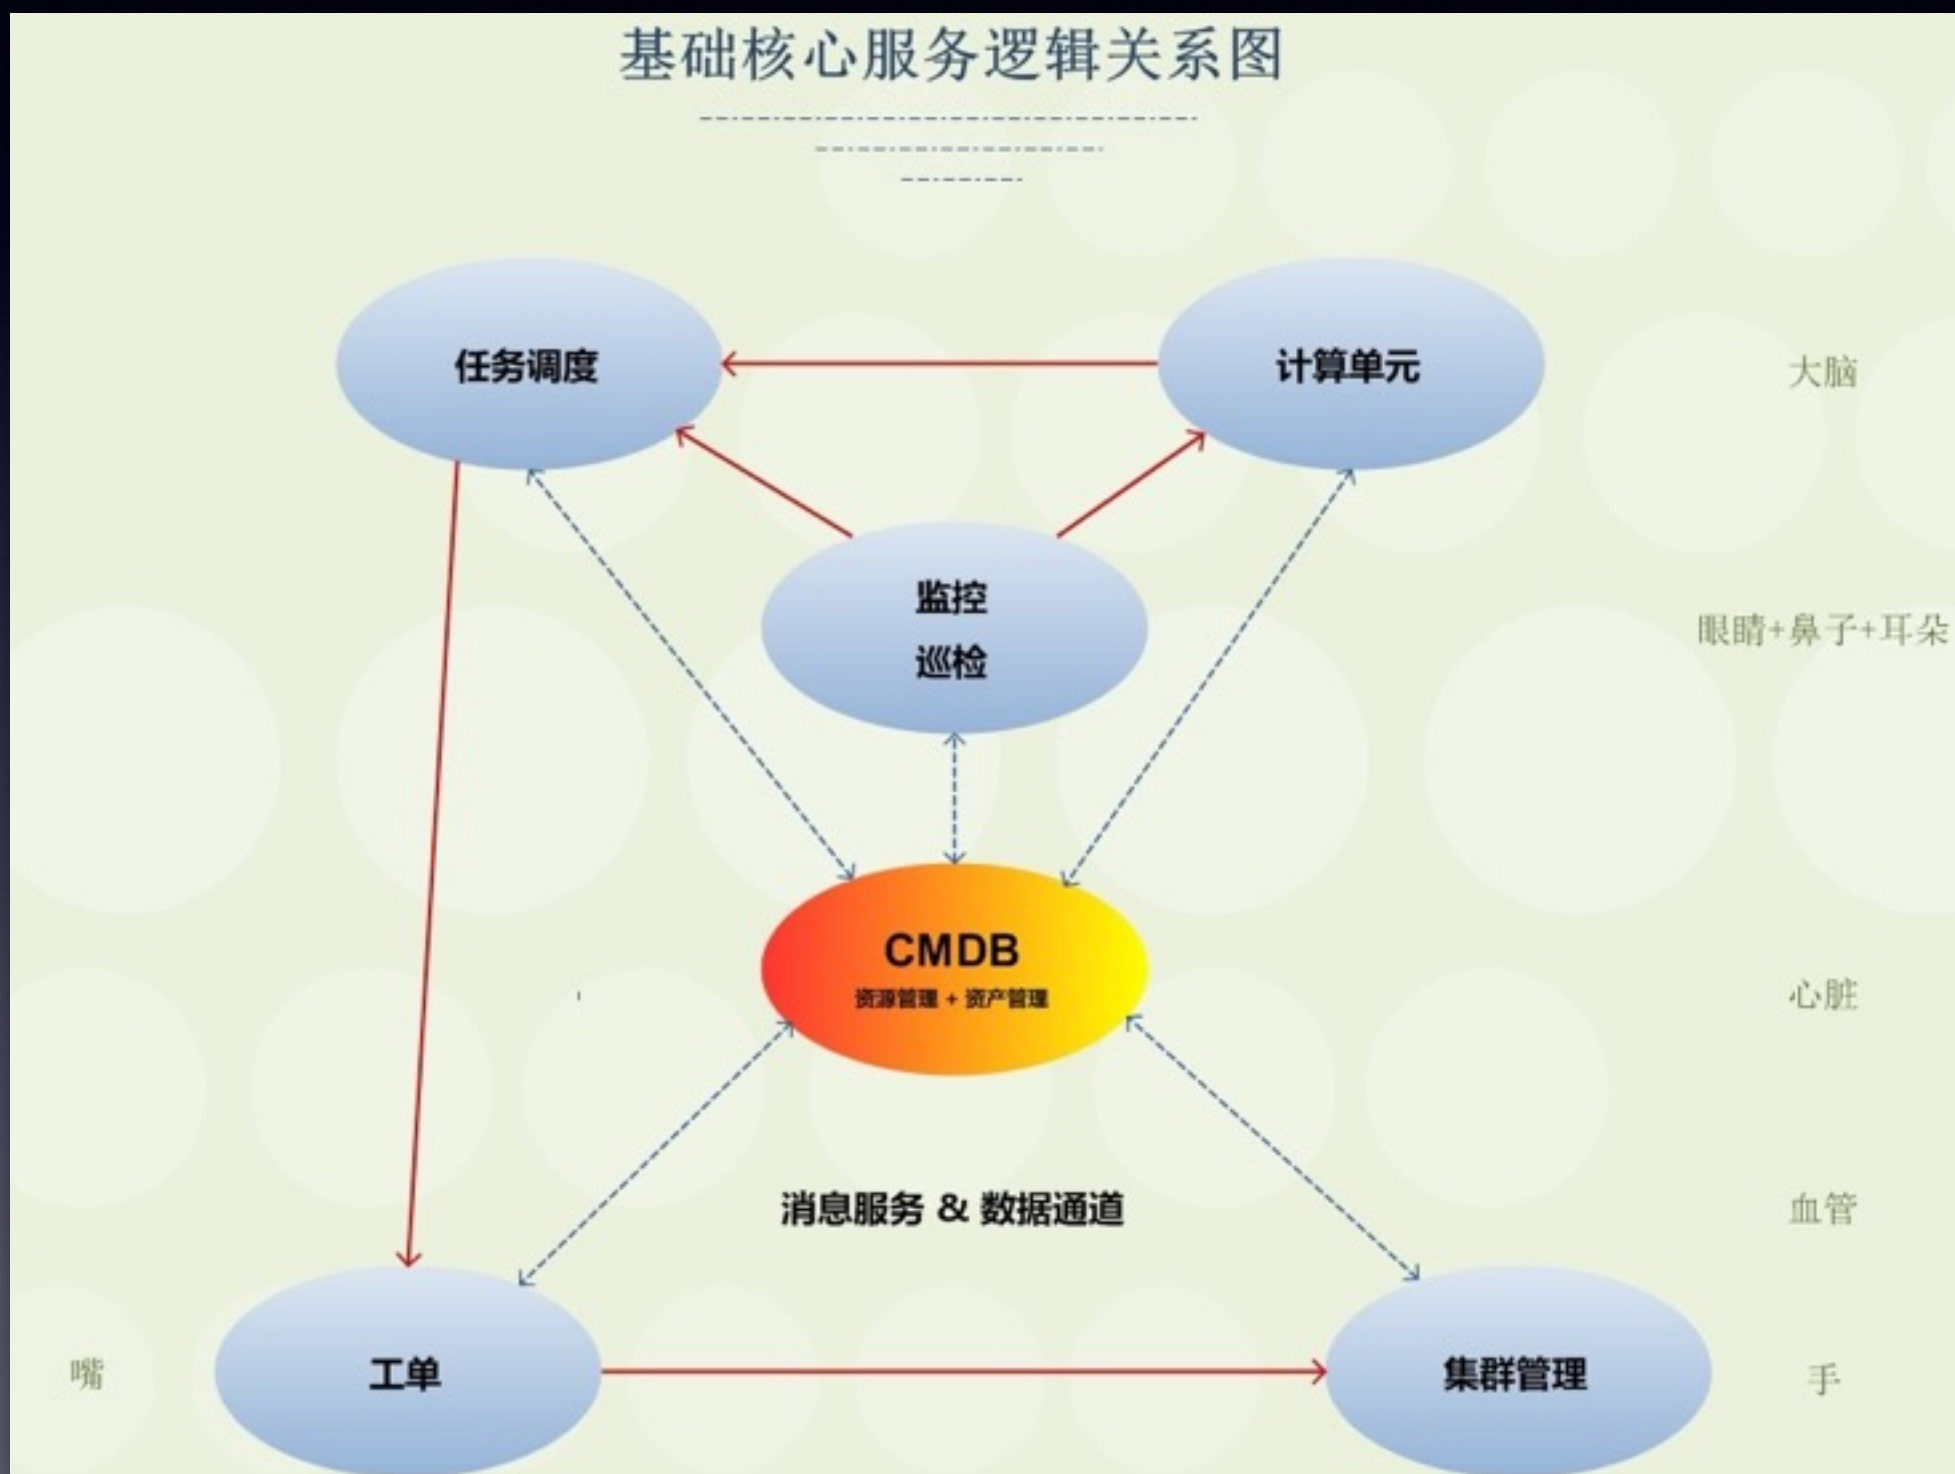 基础核心服务逻辑关系图
任务调度
计算单元
大脑
监控
巡检
眼睛+鼻子+耳朵
CMDB
资源管理 + 资产管理
心脏
消息服务 & 数据通道
血管
嘴
工单
集群管理
手